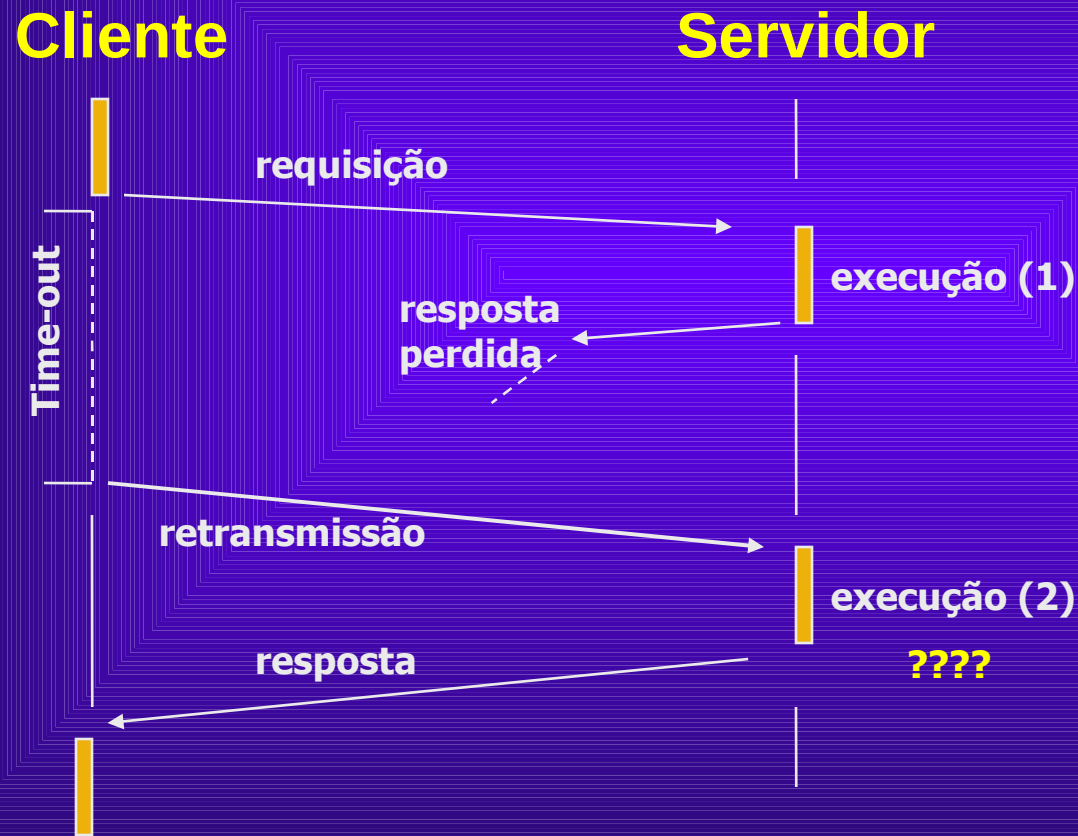 Cliente
Servidor
requisição
Time-out
execução (1)
resposta
perdida
retransmissão
execução (2)
????
resposta